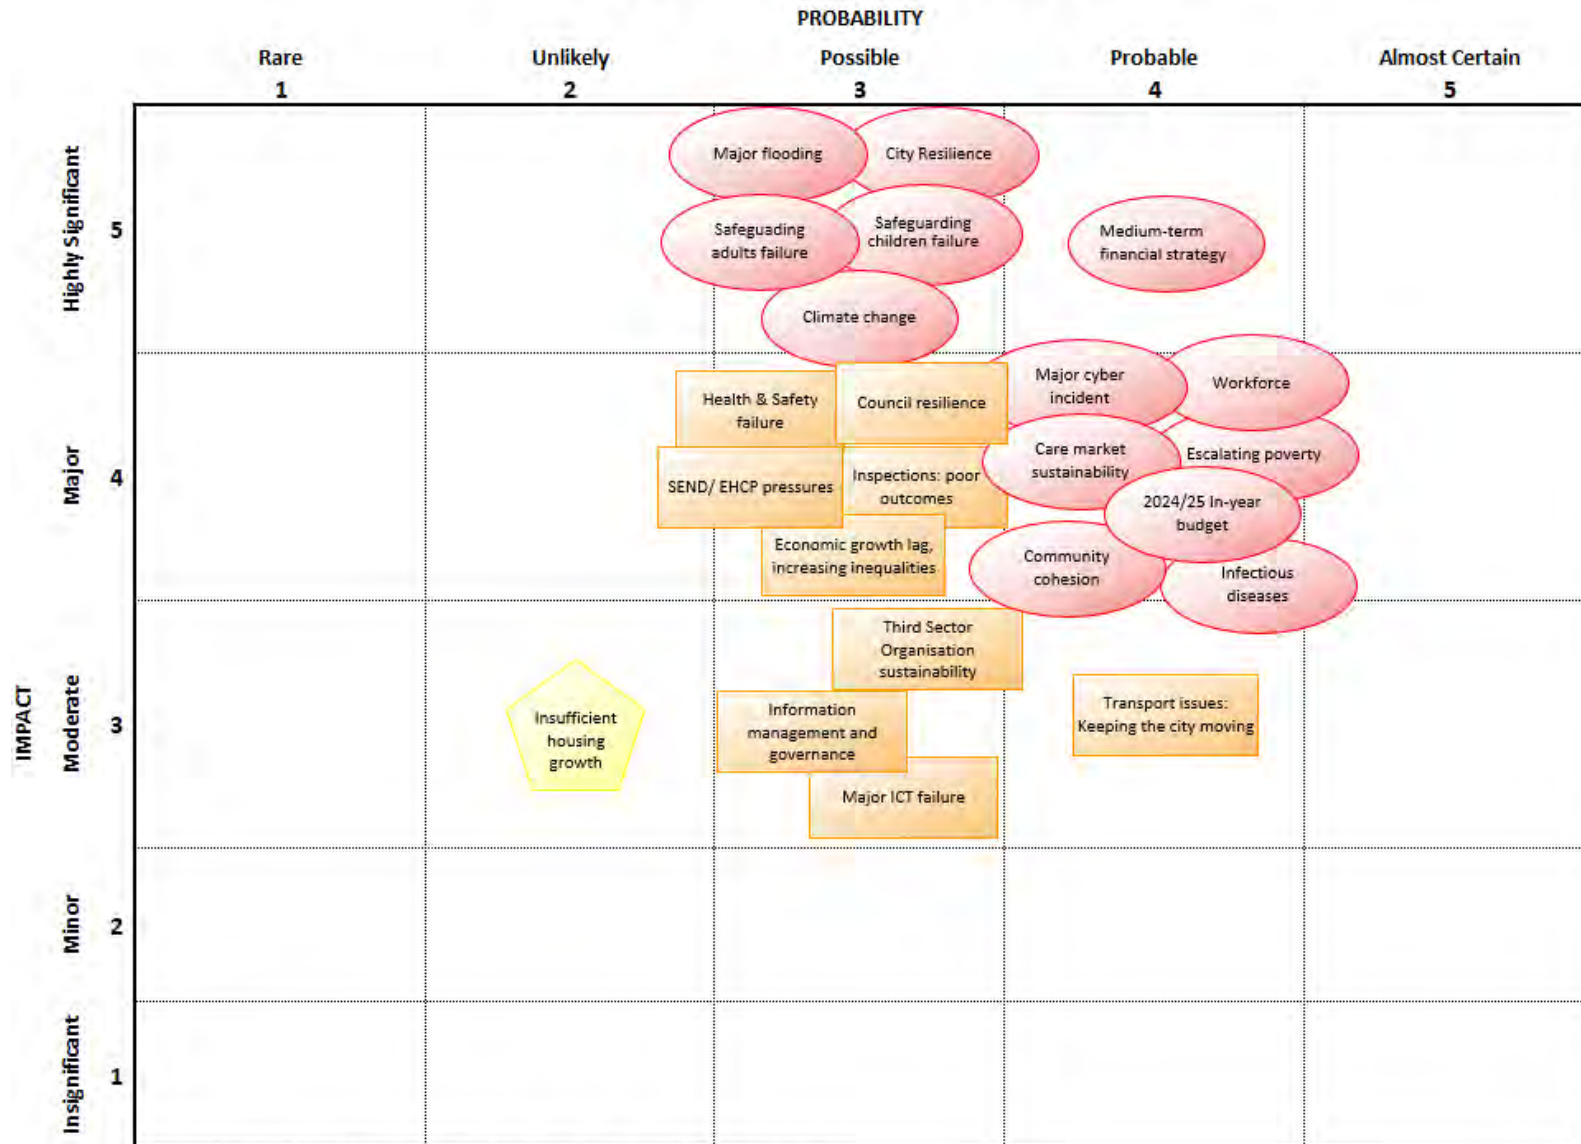 PROBABILITY
Rare
Unlikely
Possible
Probable
Almost Certain
1
2
3
4
5
IMPACT
Highly Significant
5
Major flooding
City Resilience
Safeguading
adults failure
Safeguarding
children failure
Climate change
Medium-term
financial strategy
Major
4
Health & Safety
failure
Council resilience
SEND/ EHCP pressures
Inspections: poor
outcomes
Economic growth lag,
increasing inequalities
Major cyber
incident
Workforce
Care market
sustainability
Escalating poverty
2024/25 In-year
budget
Community
cohesion
Infectious
diseases
Moderate
3
Insufficient
housing
growth
Third Sector
Organisation
sustainability
Information
management and
governance
Major ICT failure
Transport issues:
Keeping the city moving
Minor
2
Insignificant
1